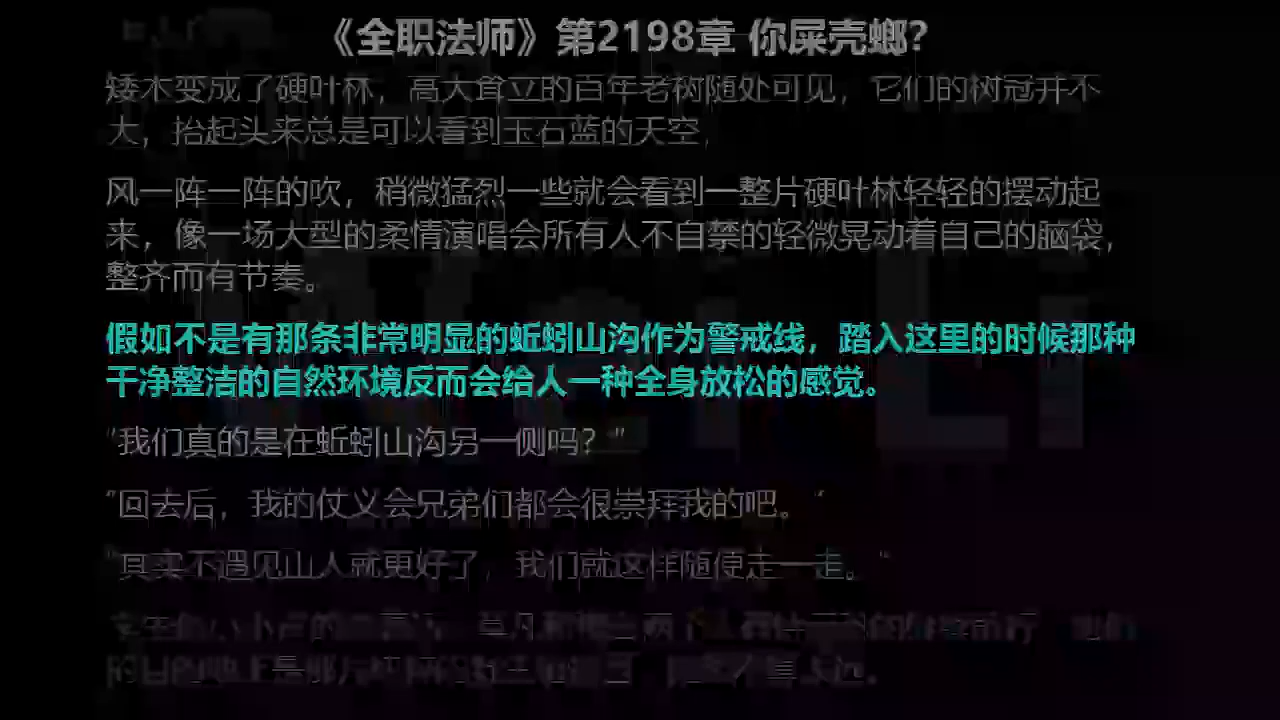 《全职法师》第2198章 你屎壳螂？
矮木变成了硬叶林，高大耸立的百年老树随处可见，它们的树冠并不
大，抬起头来总是可以看到玉石蓝的天空，
风一阵一阵的吹，稍微猛烈一些就会看到一整片硬叶林轻轻的摆动起
来，像一场大型的柔情演唱会所有人不自禁的轻微晃动着自己的脑袋，
整齐而有节奏。
假如不是有那条非常明显的蚯蚓山沟作为警戒线，踏入这里的时候那种
干净整洁的自然环境反而会给人一种全身放松的感觉。
“我们真的是在蚯蚓山沟另一侧吗？”
“回去后，我的仗义会兄弟们都会很崇拜我的吧。”
“其实不遇见山人就更好了，我们就这样随便走一走。”